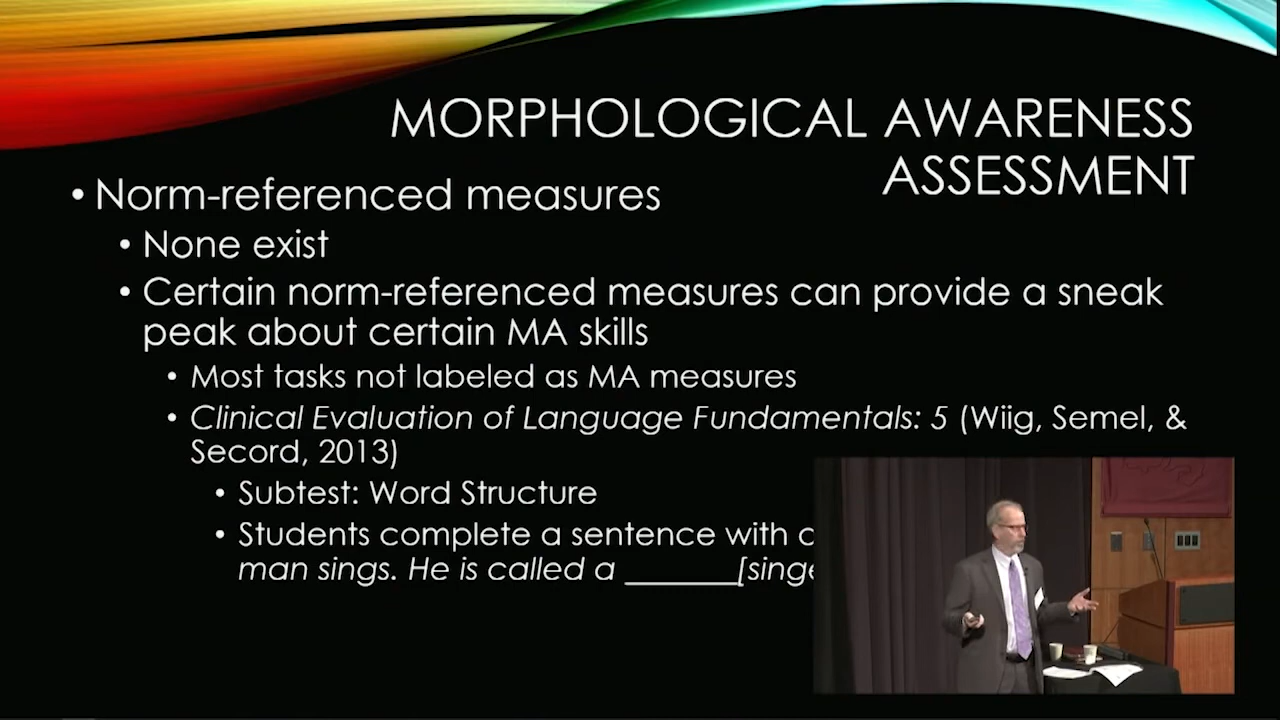 MORPHOLOGICAL AWARENESS
ASSESSMENT
• Norm-referenced measures
• None exist
• Certain norm-referenced measures can provide a sneak
peak about certain MA skills
• Most tasks not labeled as MA measures
• Clinical Evaluation of Language Fundamentals: 5 (Wiig, Semel, &
Secord, 2013)
• Subtest: Word Structure
• Students complete a sentence with
man sings. He is called a _______